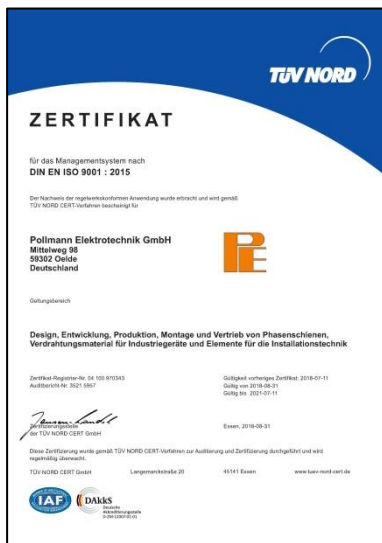 TÜV NORD
ZERTIFIKAT
für das Managementsystem nach
DIN EN ISO 9001 : 2015
Der Nachweis der regelwerkskonformen Anwendung wurde erbracht und wird gemäß
TÜV NORD CERT-Verfahren bescheinigt für
Pollmann Elektrotechnik GmbH
Mittelweg 98
59302 Oelde
Deutschland
PE
Geltungsbereich
Design, Entwicklung, Produktion, Montage und Vertrieb von Phasenschienen,
Verdrahtungsmaterial für Industriegeräte und Elemente für die Installationstechnik
Zertifikat-Registrier-Nr. 04 100 970343
Auditbericht-Nr. 3521 5957
Gültigkeit vorheriges Zertifikat: 2018-07-11
Gültig von 2018-08-31
Gültig bis 2021-07-11
Zertifizierungsstelle
der TÜV NORD CERT GmbH
Essen, 2018-08-31
Diese Zertifizierung wurde gemäß TÜV NORD CERT-Verfahren zur Auditierung und Zertifizierung durchgeführt und wird
regelmäßig überwacht.
TÜV NORD CERT GmbH Langemarckstraße 20 45141 Essen www.tuev-nord-cert.de
IAF
DAkkS
Deutsche
Akkreditierungsstelle